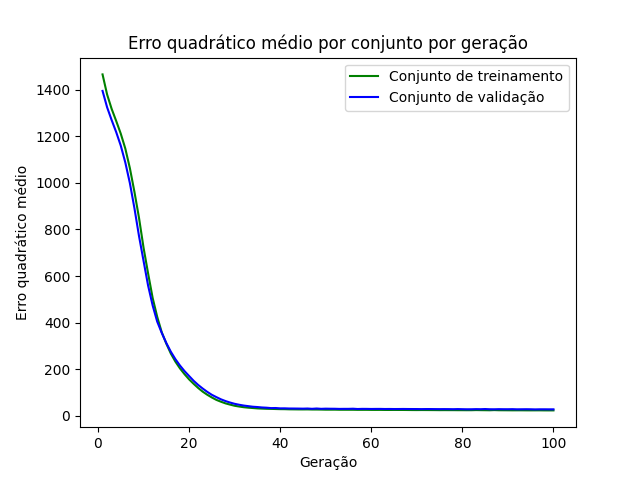 Erro quadrático médio por conjunto por geração
Conjunto de treinamento
Conjunto de validação
Erro quadrático médio
1400
1200
1000
800
600
400
200
0
0 20 40 60 80 100
Geração